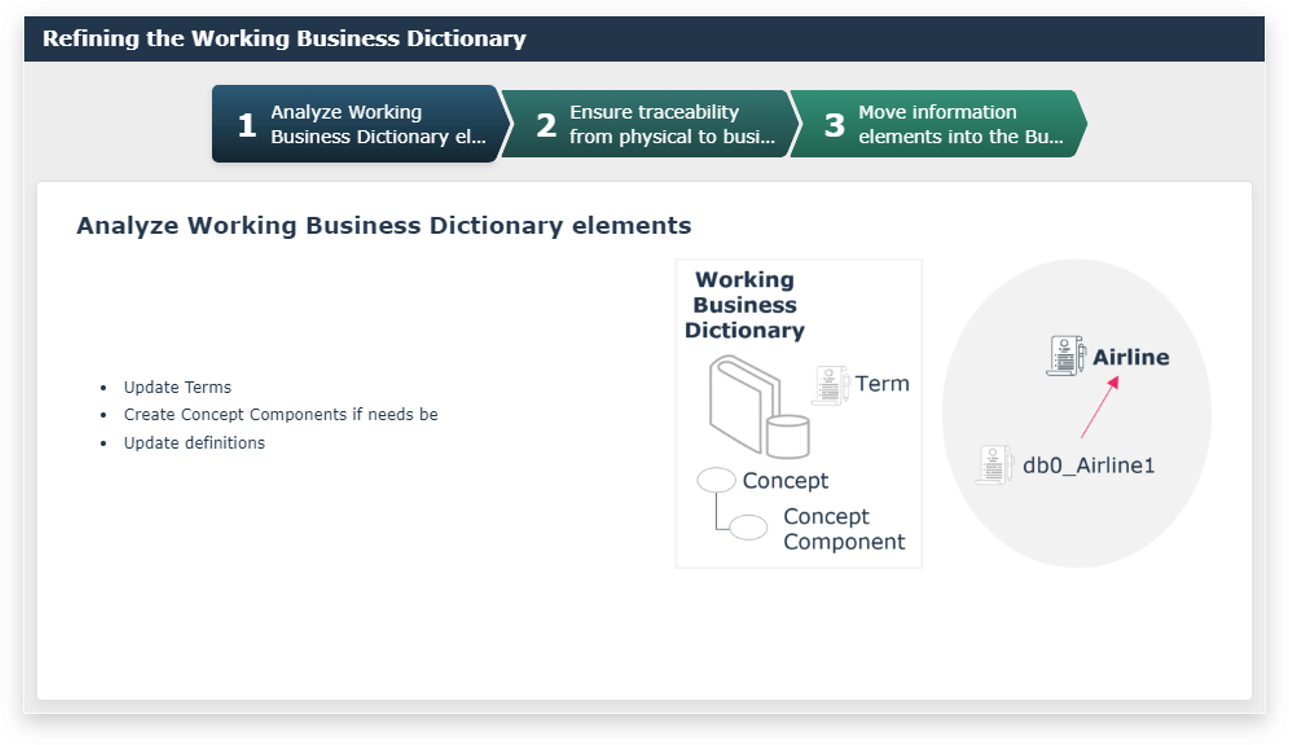 Refining the Working Business Dictionary
1 Analyze Working
Business Dictionary el...
2 Ensure traceability
from physical to busi...
3 Move information
elements into the Bu...
Analyze Working Business Dictionary elements
• Update Terms
• Create Concept Components if needs be
• Update definitions
Working
Business
Dictionary
Term
Concept
Concept
Component
Airline
db0_Airline1